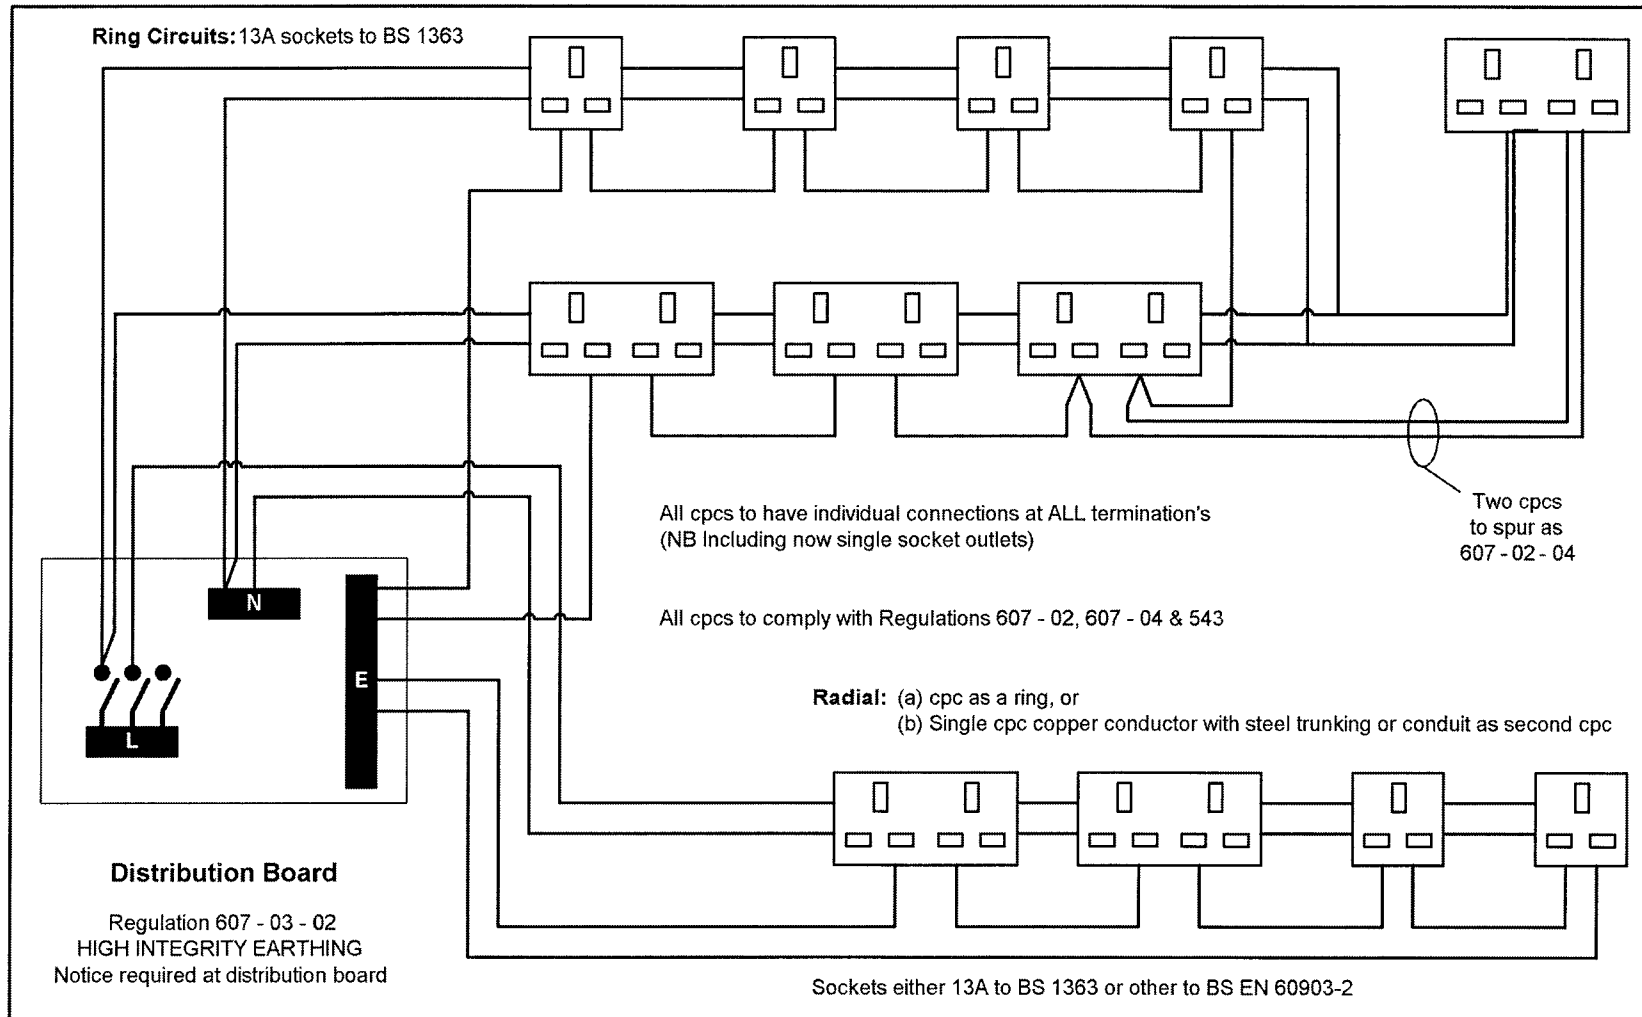 Ring Circuits: 13A sockets to BS 1363
All cpcs to have individual connections at ALL termination's
(NB Including now single socket outlets)
Two cpcs
to spur as
607 - 02 - 04
All cpcs to comply with Regulations 607 - 02, 607 - 04 & 543
N
E
L
Radial: (a) cpc as a ring, or
(b) Single cpc copper conductor with steel trunking or conduit as second cpc
Distribution Board
Regulation 607 - 03 - 02
HIGH INTEGRITY EARTHING
Notice required at distribution board
Sockets either 13A to BS 1363 or other to BS EN 60903-2